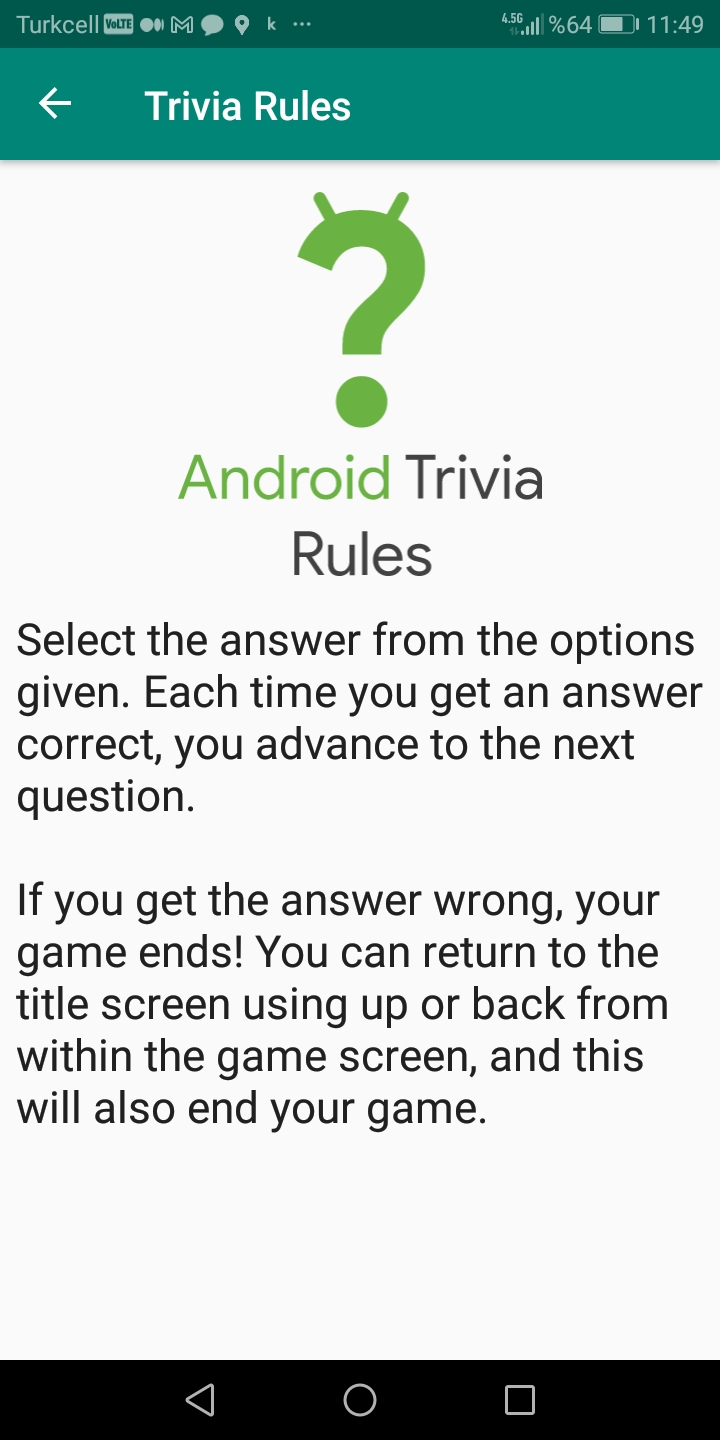 Turkcell VoLTE k ... 4.5G %64 11:49
Trivia Rules
Android Trivia
Rules
Select the answer from the options
given. Each time you get an answer
correct, you advance to the next
question.
If you get the answer wrong, your
game ends! You can return to the
title screen using up or back from
within the game screen, and this
will also end your game.